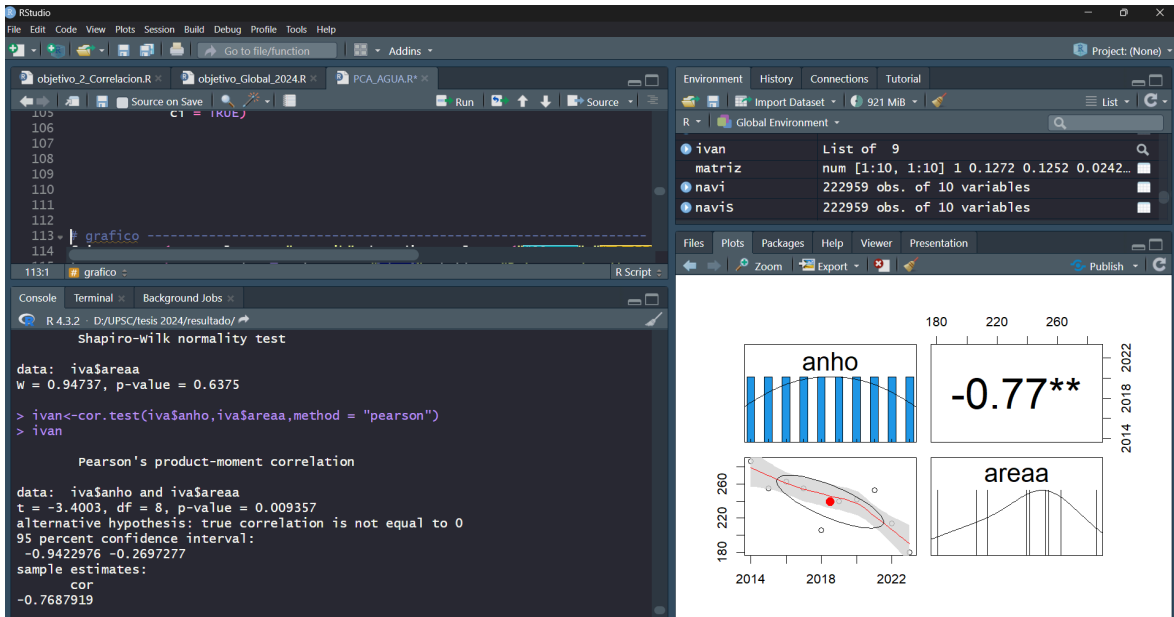 RStudio
File Edit Code View Plots Session Build Debug Profile Tools Help
Go to file/function Addins Project: (None)
objetivo_2_Correlacion.R objetivo_Global_2024.R PCA_AGUA.R*
Source on Save Run Source
105 ci = TRUE)
106
107
108
109
110
111
112
113 # grafico
114
113:1 # grafico R Script
Console Terminal Background Jobs
R 4.3.2 · D:/UPSC/tesis 2024/resultado/
Shapiro-Wilk normality test
data: iva$areaa
W = 0.94737, p-value = 0.6375
> ivan<-cor.test(iva$anho,iva$areaa,method = "pearson")
> ivan
Pearson's product-moment correlation
data: iva$anho and iva$areaa
t = -3.4003, df = 8, p-value = 0.009357
alternative hypothesis: true correlation is not equal to 0
95 percent confidence interval:
-0.9422976 -0.2697277
sample estimates:
cor
-0.7687919
Environment History Connections Tutorial
Import Dataset 921 MiB List
R Global Environment
ivan List of 9
matriz num [1:10, 1:10] 1 0.1272 0.1252 0.0242…
navi 222959 obs. of 10 variables
naviS 222959 obs. of 10 variables
Files Plots Packages Help Viewer Presentation
Zoom Export Publish
180 220 260
anho
-0.77**
2014 2018 2022
areaa
180 220 260
2014 2018 2022